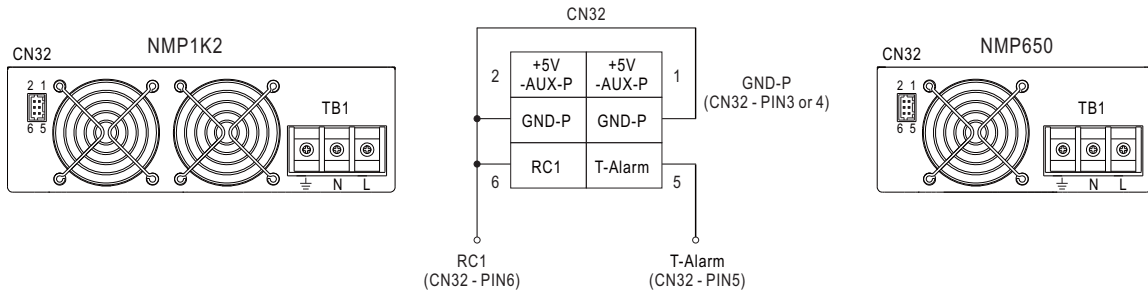 NMP1K2
CN32
2 1
6 5
TB1
N L
CN32
2
+5V
-AUX-P
+5V
-AUX-P
1
GND-P
GND-P
GND-P
(CN32 - PIN3 or 4)
6
RC1
T-Alarm
5
RC1
(CN32 - PIN6)
T-Alarm
(CN32 - PIN5)
NMP650
CN32
2 1
6 5
TB1
N L